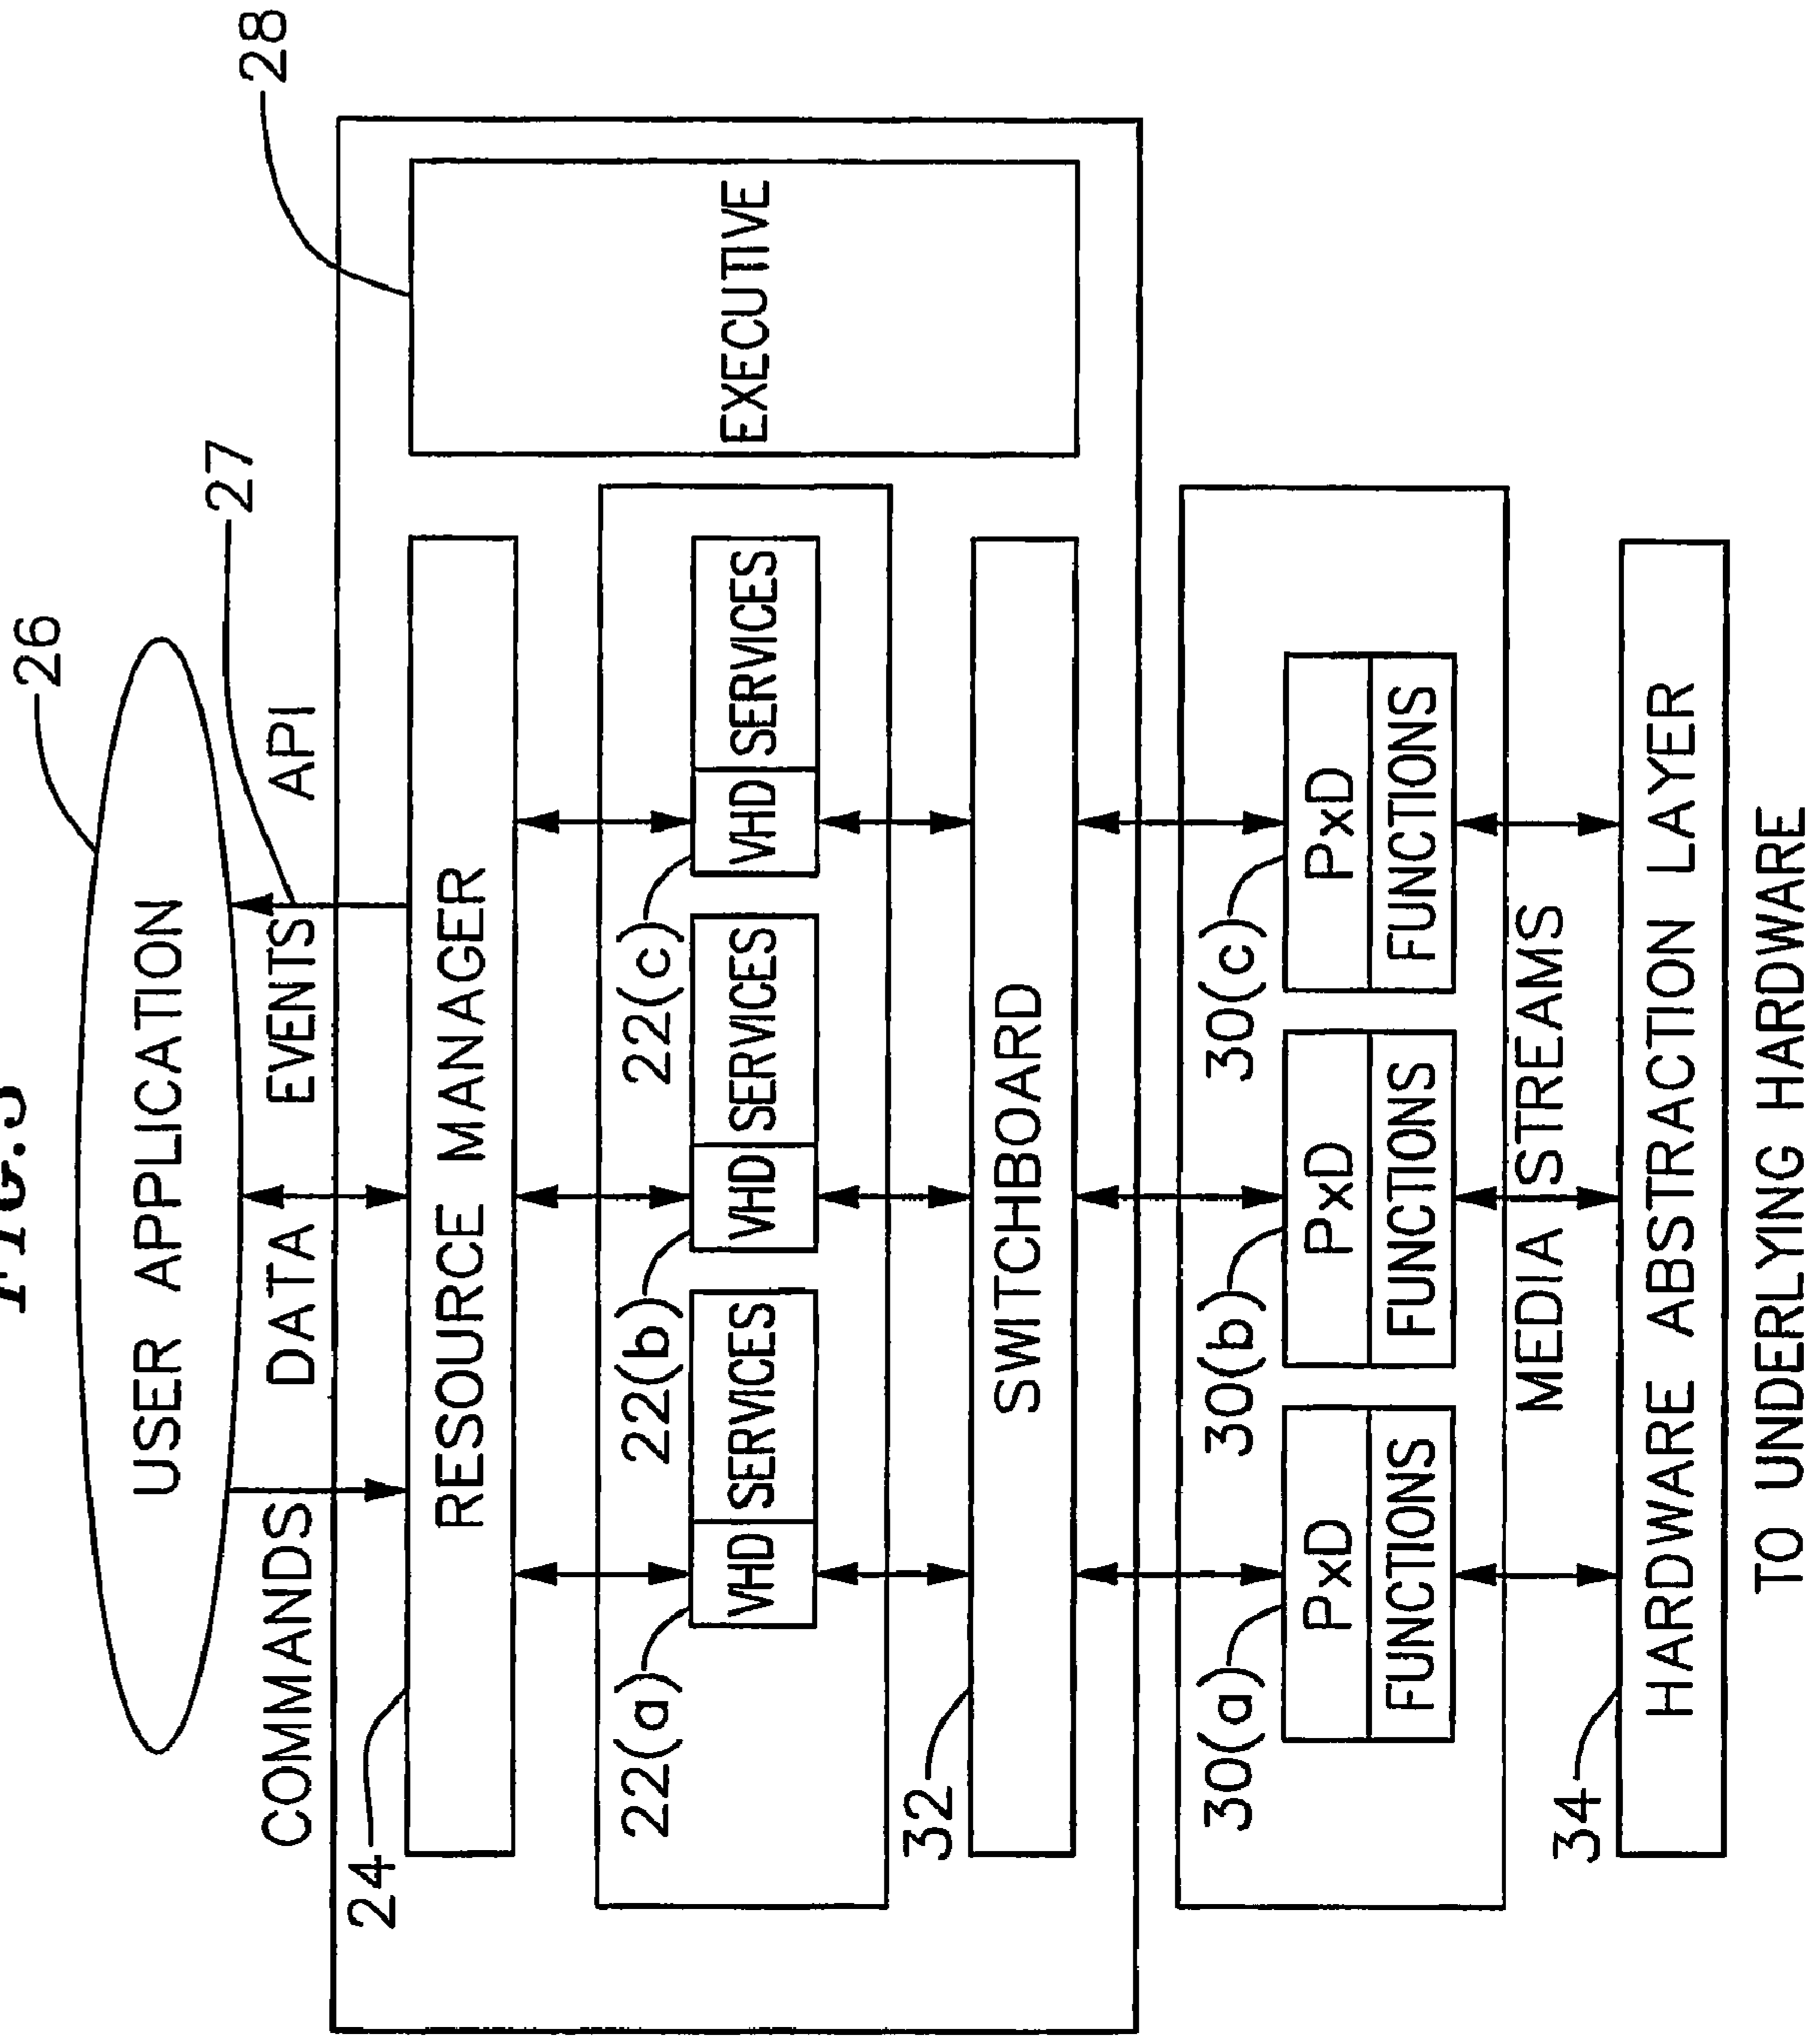 FIG.
26
USER APPLICATION
28
27
COMMANDS DATA EVENTS API
24
RESOURCE MANAGER
EXECUTIVE
22(a) 22(b) 22(c)
VHD SERVICES VHD SERVICES VHD SERVICES
32
SWITCHBOARD
30(a) 30(b) 30(c)
PxD PxD PxD
FUNCTIONS FUNCTIONS FUNCTIONS
MEDIA STREAMS
34
HARDWARE ABSTRACTION LAYER
TO UNDERLYING HARDWARE